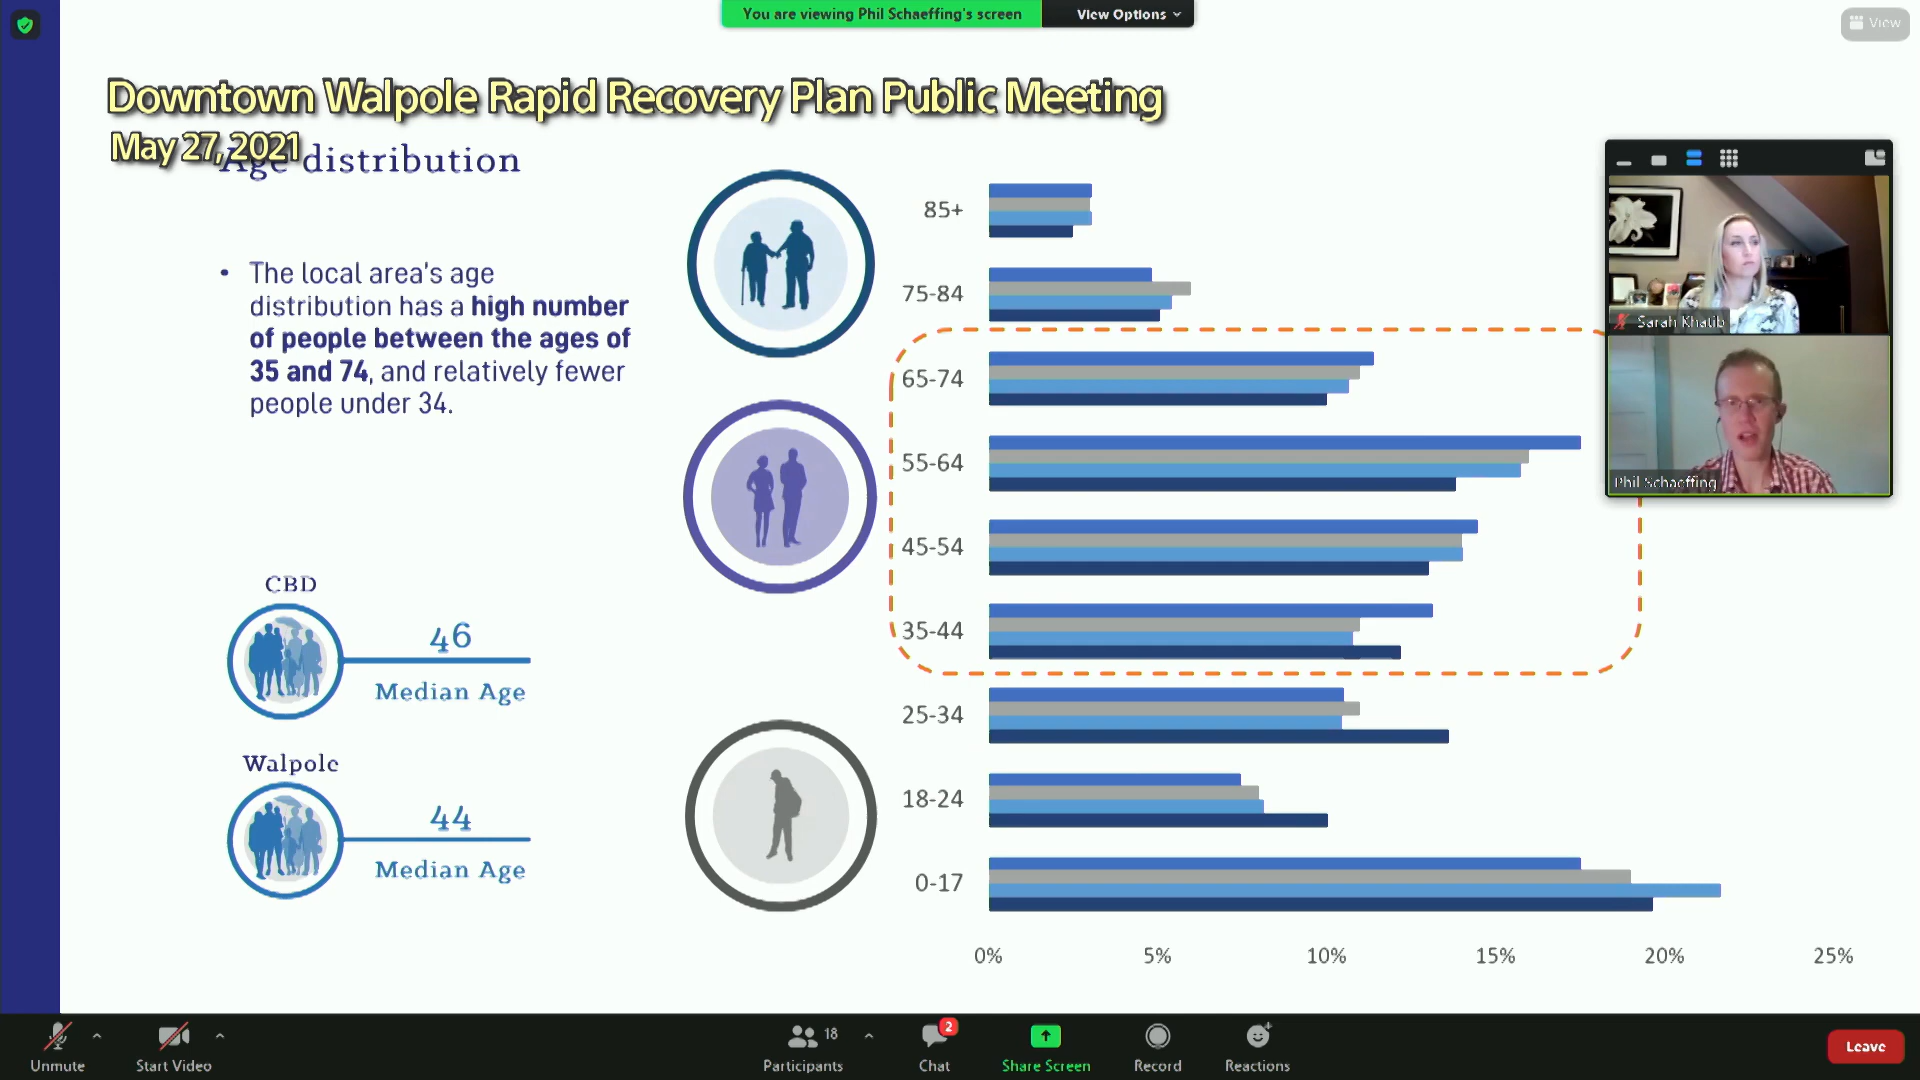 You are viewing Phil Schaeffing's screen
View Options
View
Downtown Walpole Rapid Recovery Plan Public Meeting
May 27, 2021
Age distribution
• The local area's age
distribution has a high number
of people between the ages of
35 and 74, and relatively fewer
people under 34.
CBD
46
Median Age
Walpole
44
Median Age
85+
75-84
65-74
55-64
45-54
35-44
25-34
18-24
0-17
0% 5% 10% 15% 20% 25%
Sarah Khatib
Phil Schaeffing
Unmute
Start Video
18
Participants
2
Chat
Share Screen
Record
Reactions
Leave